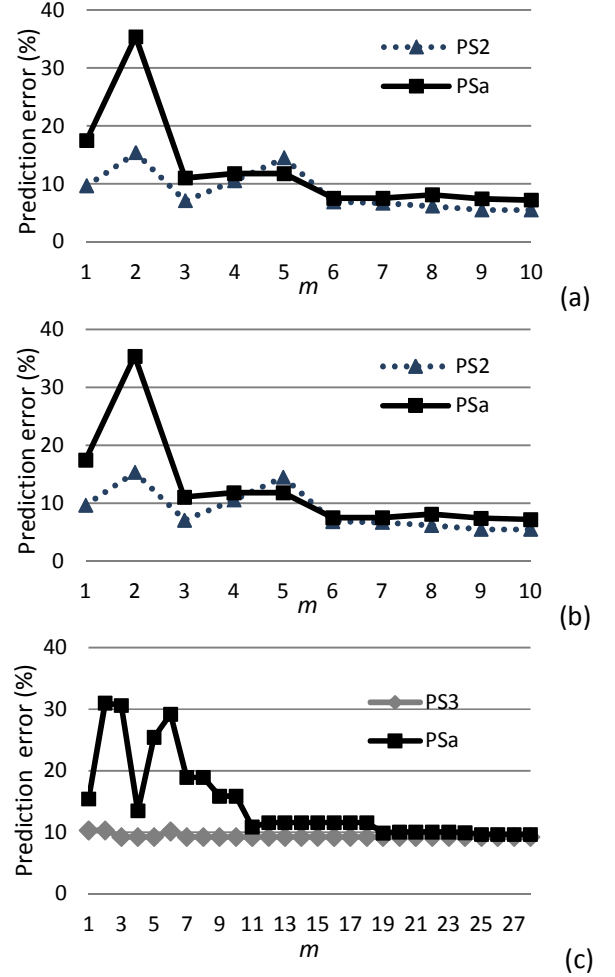 40
30
20
10
0
Prediction error (%)
PS2
PSa
1 2 3 4 5 6 7 8 9 10
m
(a)
40
30
20
10
0
Prediction error (%)
PS2
PSa
1 2 3 4 5 6 7 8 9 10
m
(b)
40
30
20
10
0
Prediction error (%)
PS3
PSa
1 3 5 7 9 11 13 15 17 19 21 23 25 27
m
(c)